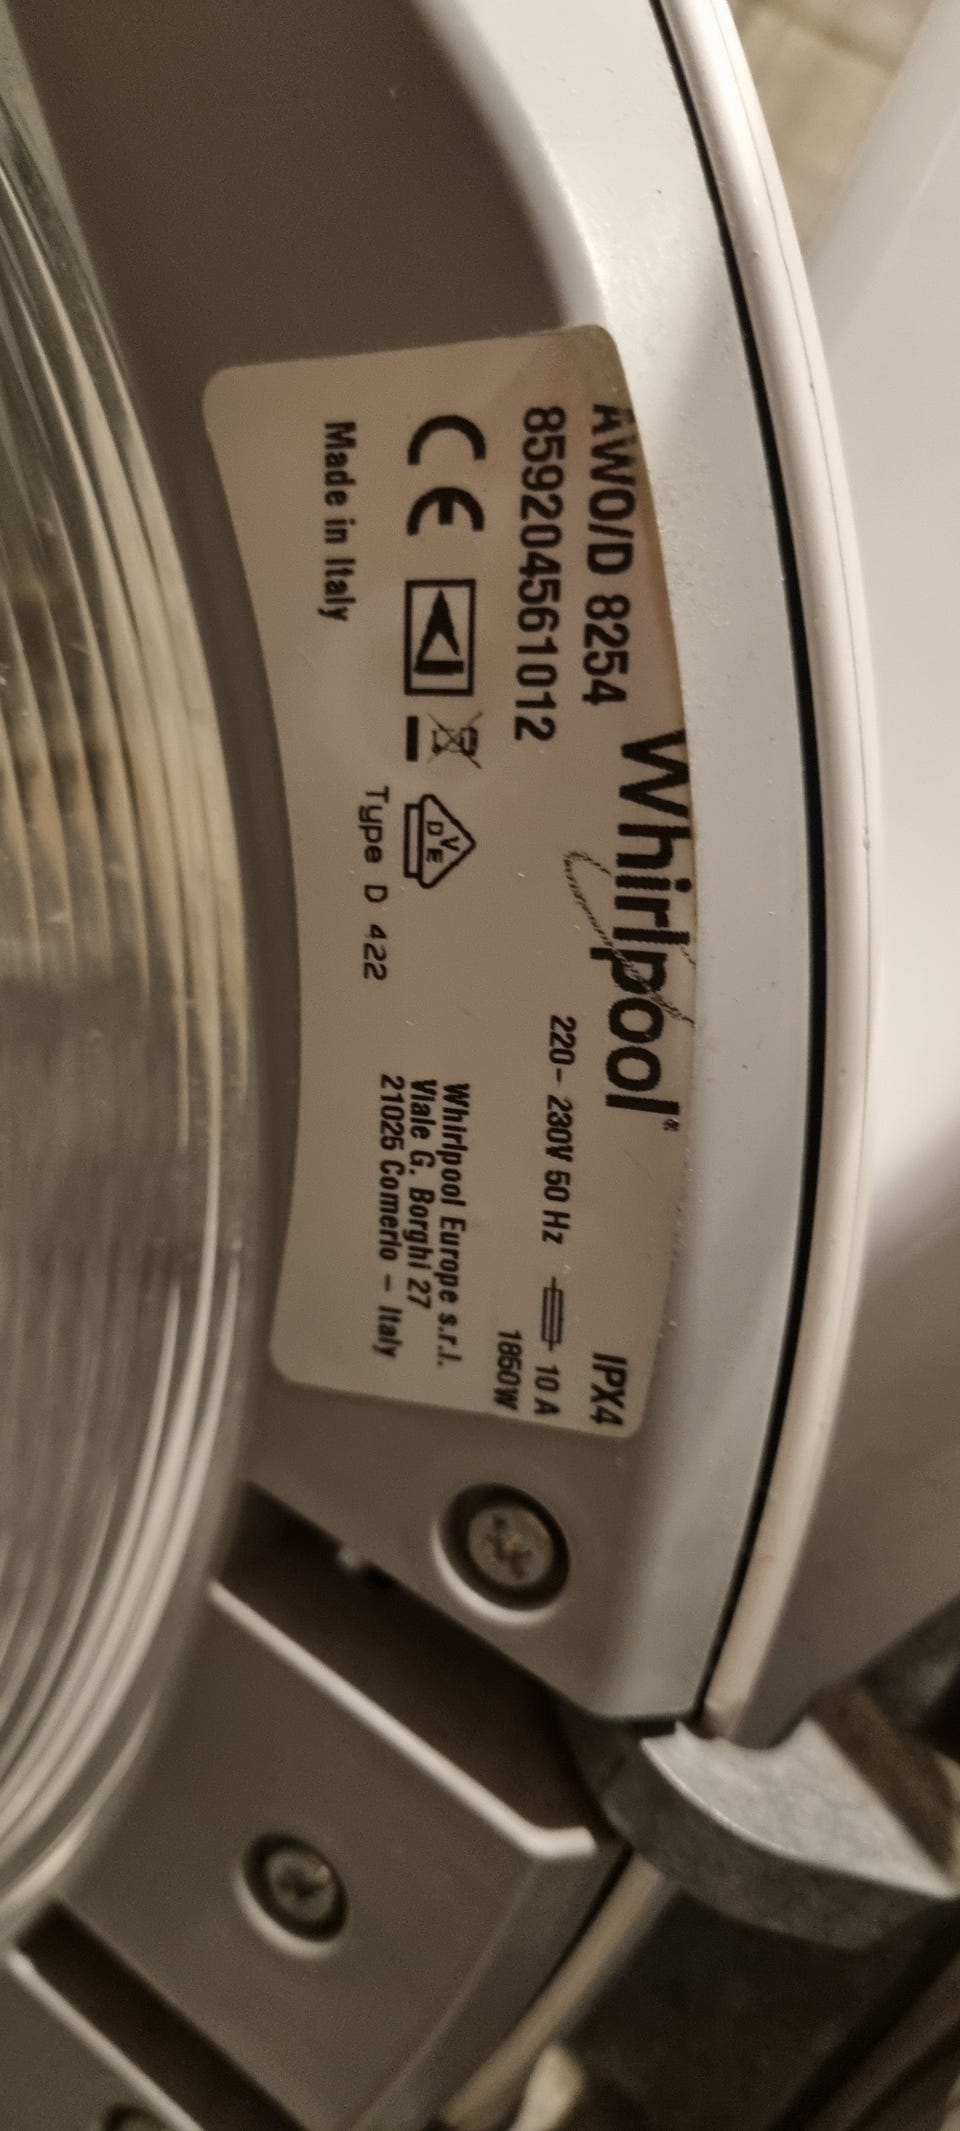 AWO/D 8254
859204561012
Whirlpool®
IPX4
220- 230V 50 Hz
10 A
1850W
CE
VDE
Type D 422
Made in Italy
Whirlpool Europe s.r.l.
Viale G. Borghi 27
21025 Comerio - Italy